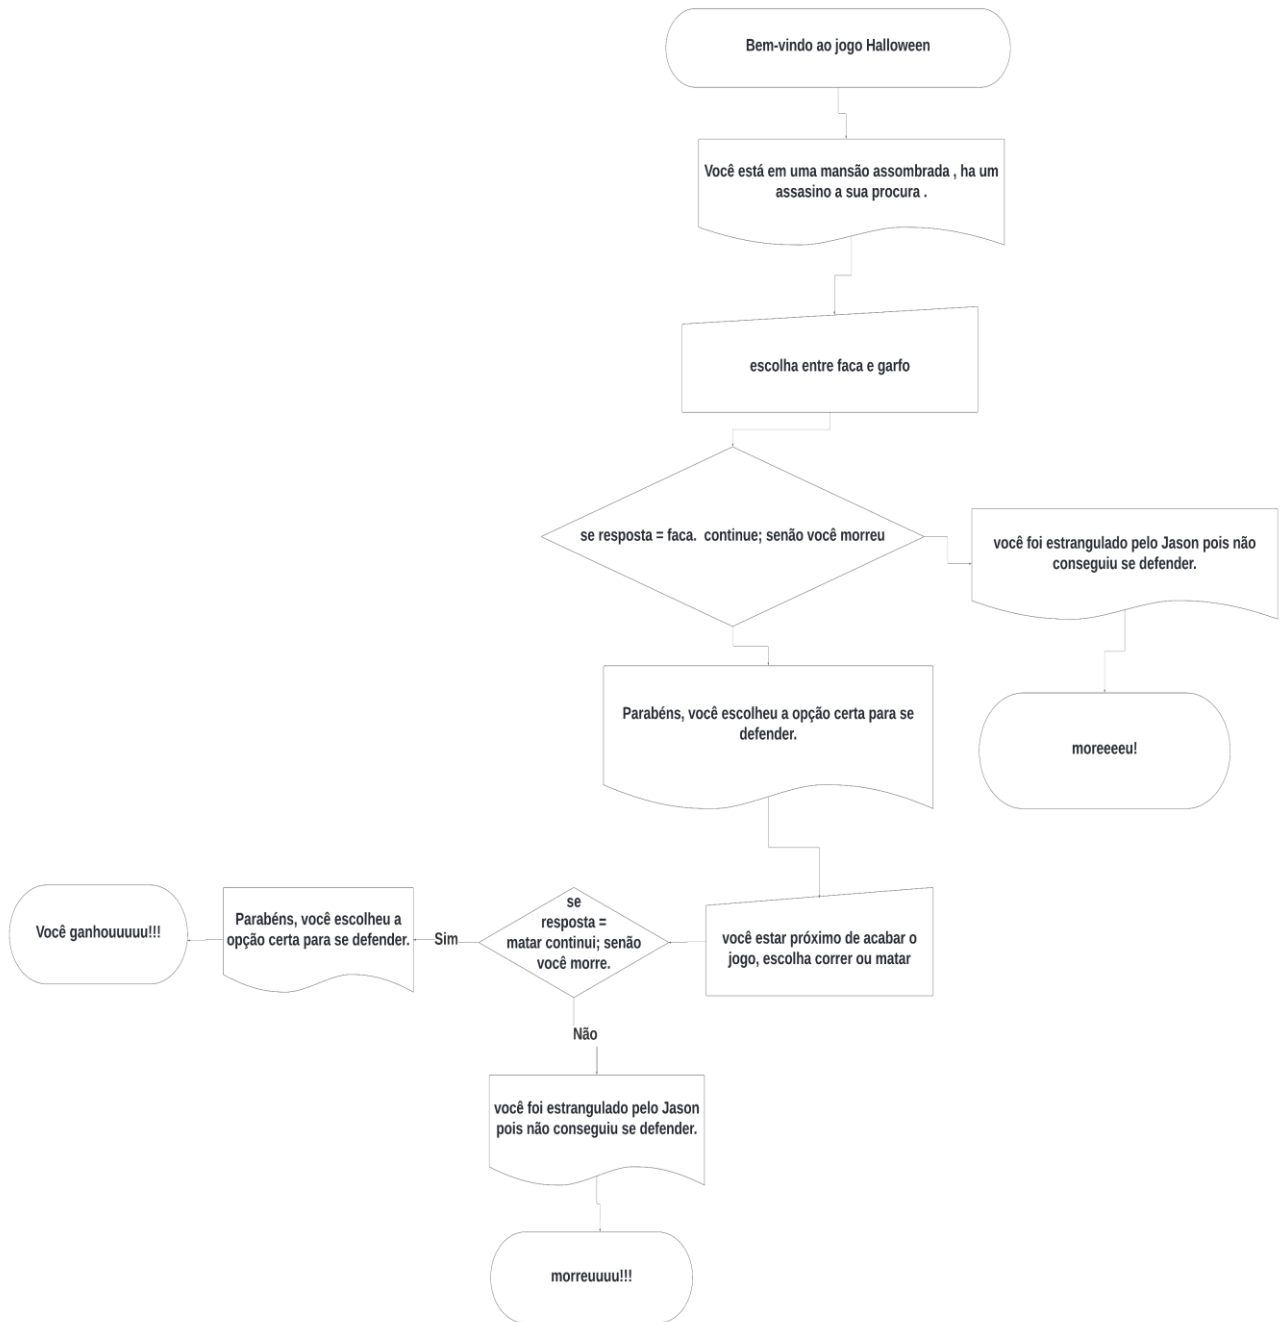 Bem-vindo ao jogo Halloween
Você está em uma mansão assombrada , ha um
assasino a sua procura .
escolha entre faca e garfo
se resposta = faca.  continue; senão você morreu
você foi estrangulado pelo Jason pois não
conseguiu se defender.
moreeeeu!
Parabéns, você escolheu a opção certa para se
defender.
você estar próximo de acabar o
jogo, escolha correr ou matar
se
resposta =
matar continui; senão
você morre.
Sim
Parabéns, você escolheu a
opção certa para se defender.
Você ganhouuuuu!!!
Não
você foi estrangulado pelo Jason
pois não conseguiu se defender.
morreuuuu!!!